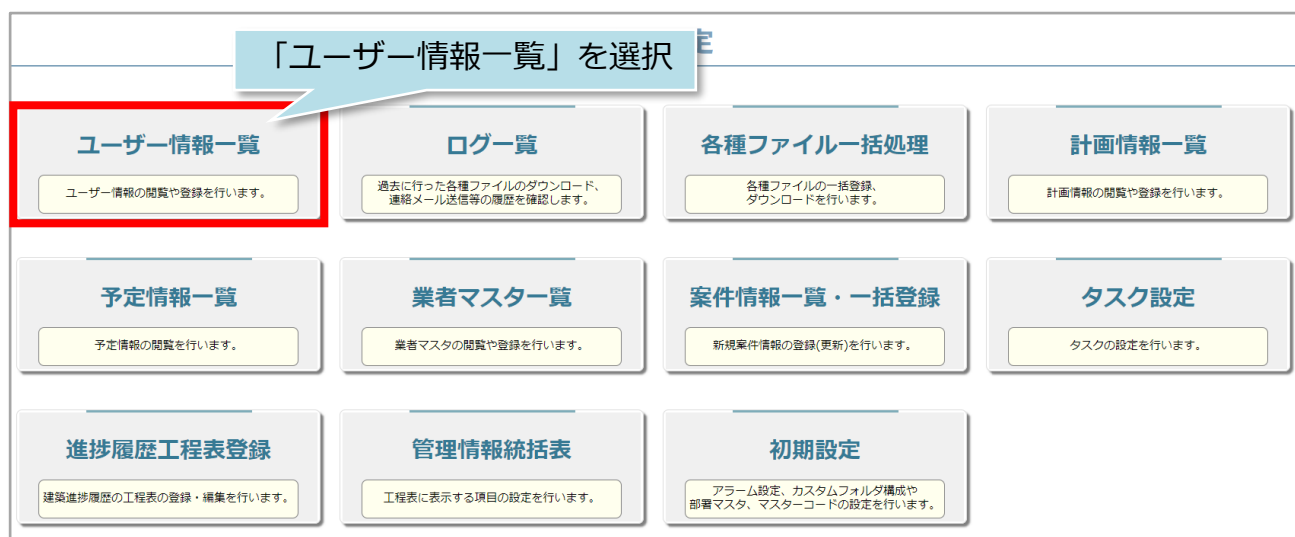 定
「ユーザー情報一覧」を選択
ユーザー情報一覧
ユーザー情報の閲覧や登録を行います。
ログ一覧
過去に行った各種ファイルのダウンロード、
連絡メール送信等の履歴を確認します。
各種ファイル一括処理
各種ファイルの一括登録、
ダウンロードを行います。
計画情報一覧
計画情報の閲覧や登録を行います。
予定情報一覧
予定情報の閲覧を行います。
業者マスタ一覧
業者マスタの閲覧や登録を行います。
案件情報一覧・一括登録
新規案件情報の登録(更新)を行います。
タスク設定
タスクの設定を行います。
進捗履歴工程表登録
建築進捗履歴の工程表の登録・編集を行います。
管理情報統括表
工程表に表示する項目の設定を行います。
初期設定
アラーム設定、カスタムフォルダ構成や
部署マスタ、マスターコードの設定を行います。